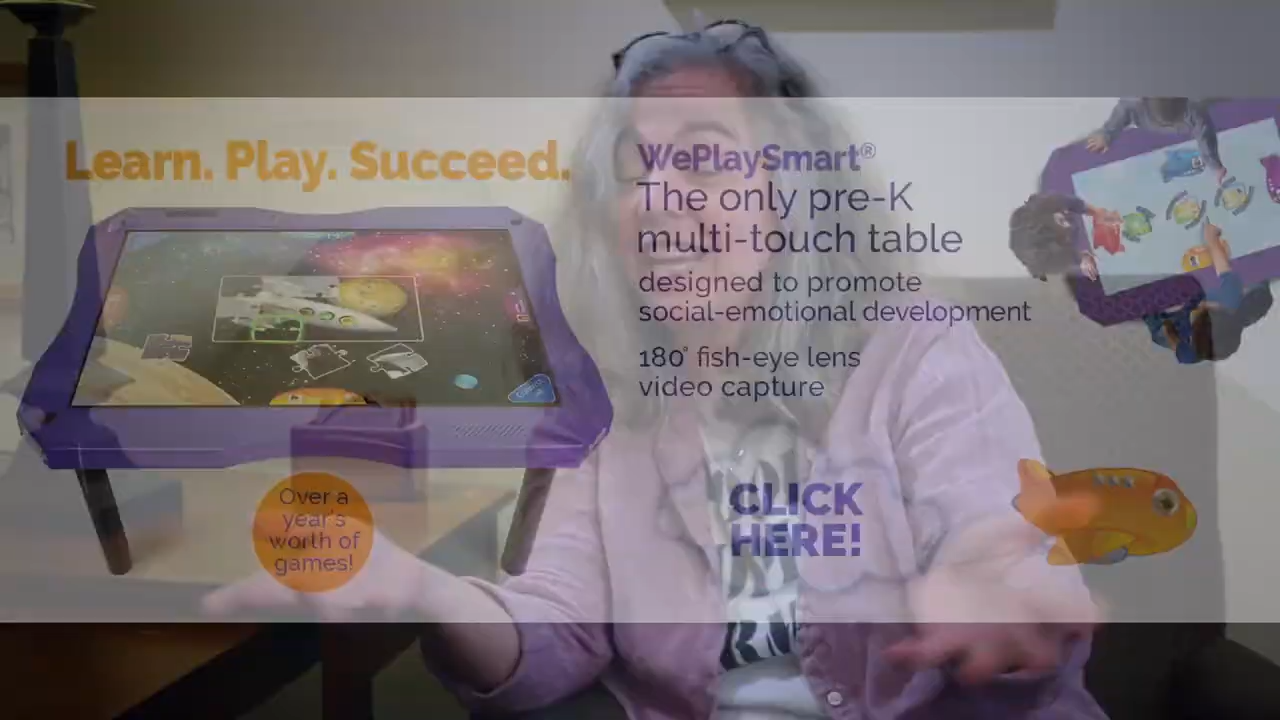 Learn. Play. Succeed.
WePlaySmart®
The only pre-K
multi-touch table
designed to promote
social-emotional development
180° fish-eye lens
video capture
Over a
year's
worth of
games!
CLICK
HERE!